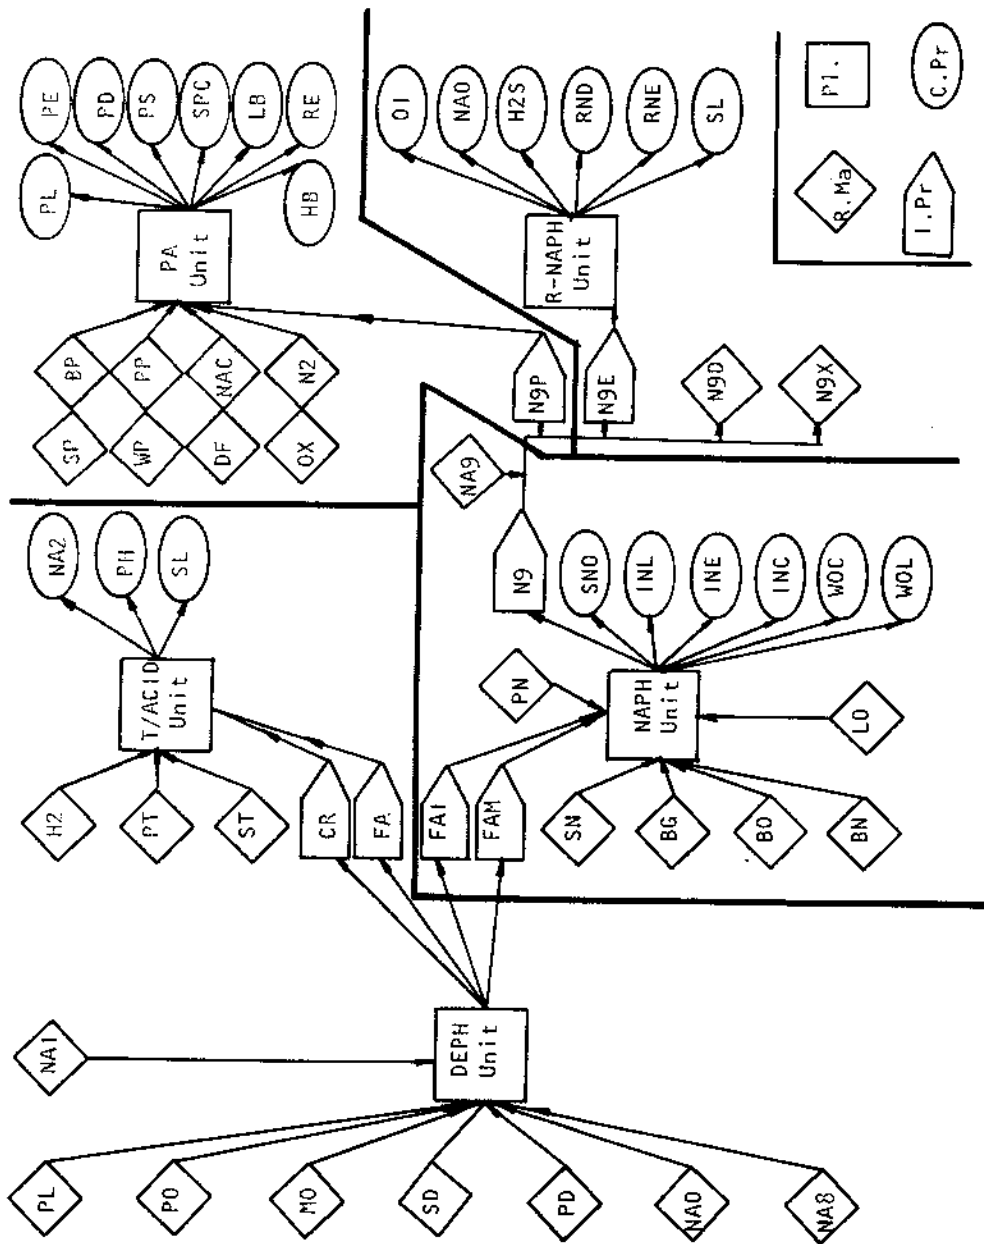 PL
PO
MO
SD
PD
NAO
NA8
NA1
DEPH
Unit
CR
FA
FAI
FAM
H2
PT
ST
T/ACID
Unit
NA2
PH
SL
PN
SN
BG
BO
BN
LO
NAPH
Unit
N9
SNO
INL
INE
INC
WOC
WOL
NA9
N9P
N9E
N9D
N9X
SP
BP
WP
PP
DF
NAC
OX
N2
PA
Unit
PL
PE
PD
PS
SPC
LB
RE
HB
R-NAPH
Unit
OI
NAO
H2S
RND
RNE
SL
R.Ma
Pl.
I.Pr
C.Pr